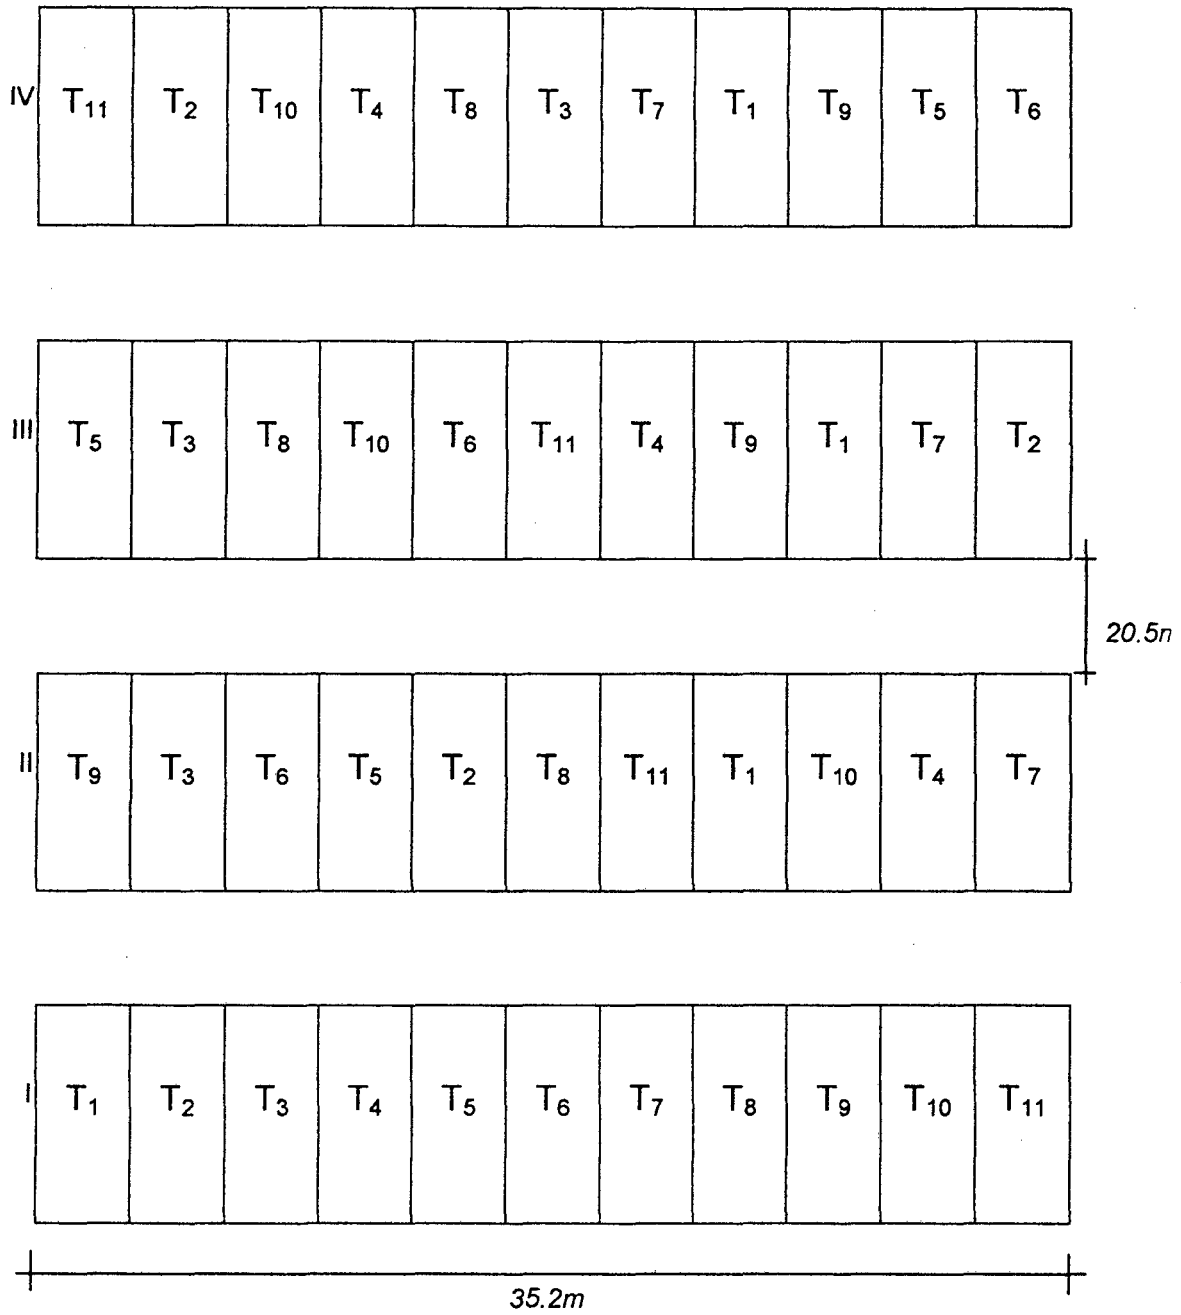 IV T₁₁ T₂ T₁₀ T₄ T₈ T₃ T₇ T₁ T₉ T₅ T₆
III T₅ T₃ T₈ T₁₀ T₆ T₁₁ T₄ T₉ T₁ T₇ T₂
20.5
II T₉ T₃ T₆ T₅ T₂ T₈ T₁₁ T₁ T₁₀ T₄ T₇
I T₁ T₂ T₃ T₄ T₅ T₆ T₇ T₈ T₉ T₁₀ T₁₁
35.2m